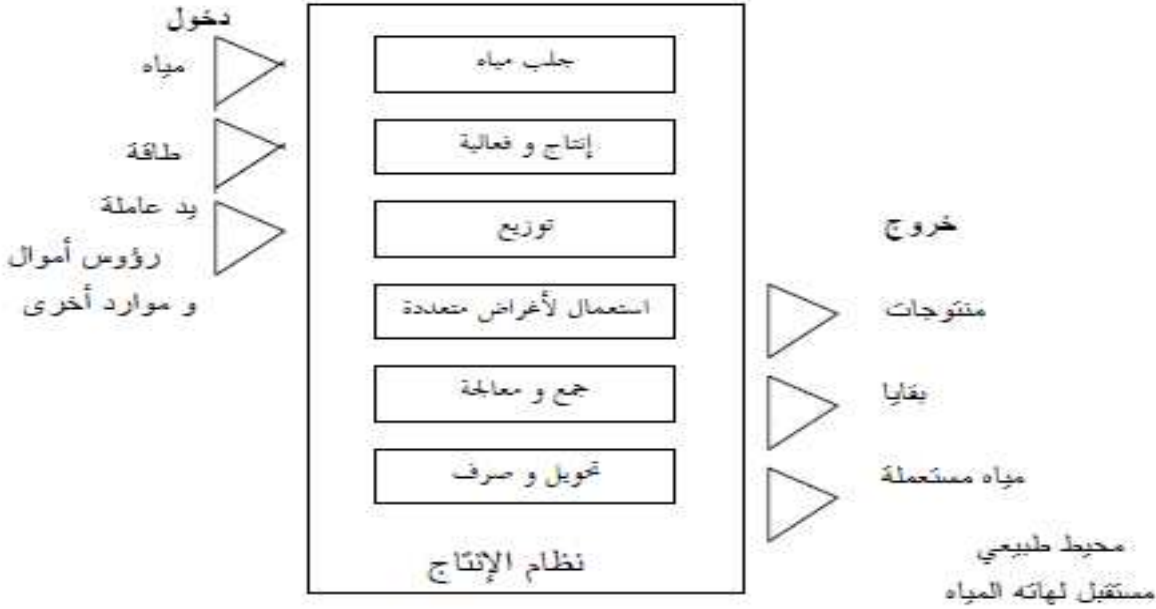 دخول
مياه
طاقة
يد عاملة
رؤوس أموال
و موارد أخرى
جلب مياه
إنتاج و فعالية
توزيع
استعمال لأغراض متعددة
جمع و معالجة
تحويل و صرف
نظام الإنتاج
خروج
منتوجات
بقايا
مياه مستعملة
محيط طبيعي
مستقبل لهاته المياه